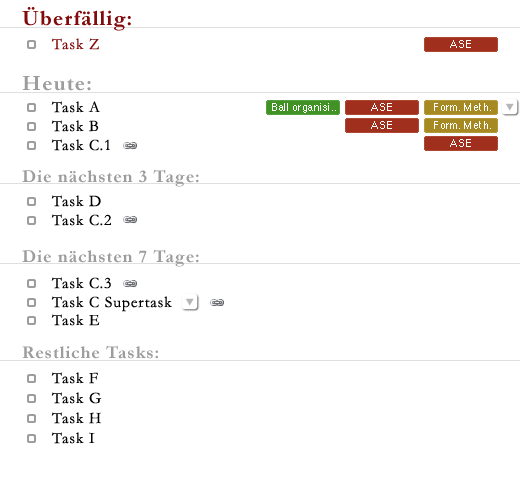 Überfällig:
Task Z ASE
Heute:
Task A Ball organisi.. ASE Form. Meth.
Task B ASE Form. Meth.
Task C.1 ASE
Die nächsten 3 Tage:
Task D
Task C.2
Die nächsten 7 Tage:
Task C.3
Task C Supertask
Task E
Restliche Tasks:
Task F
Task G
Task H
Task I